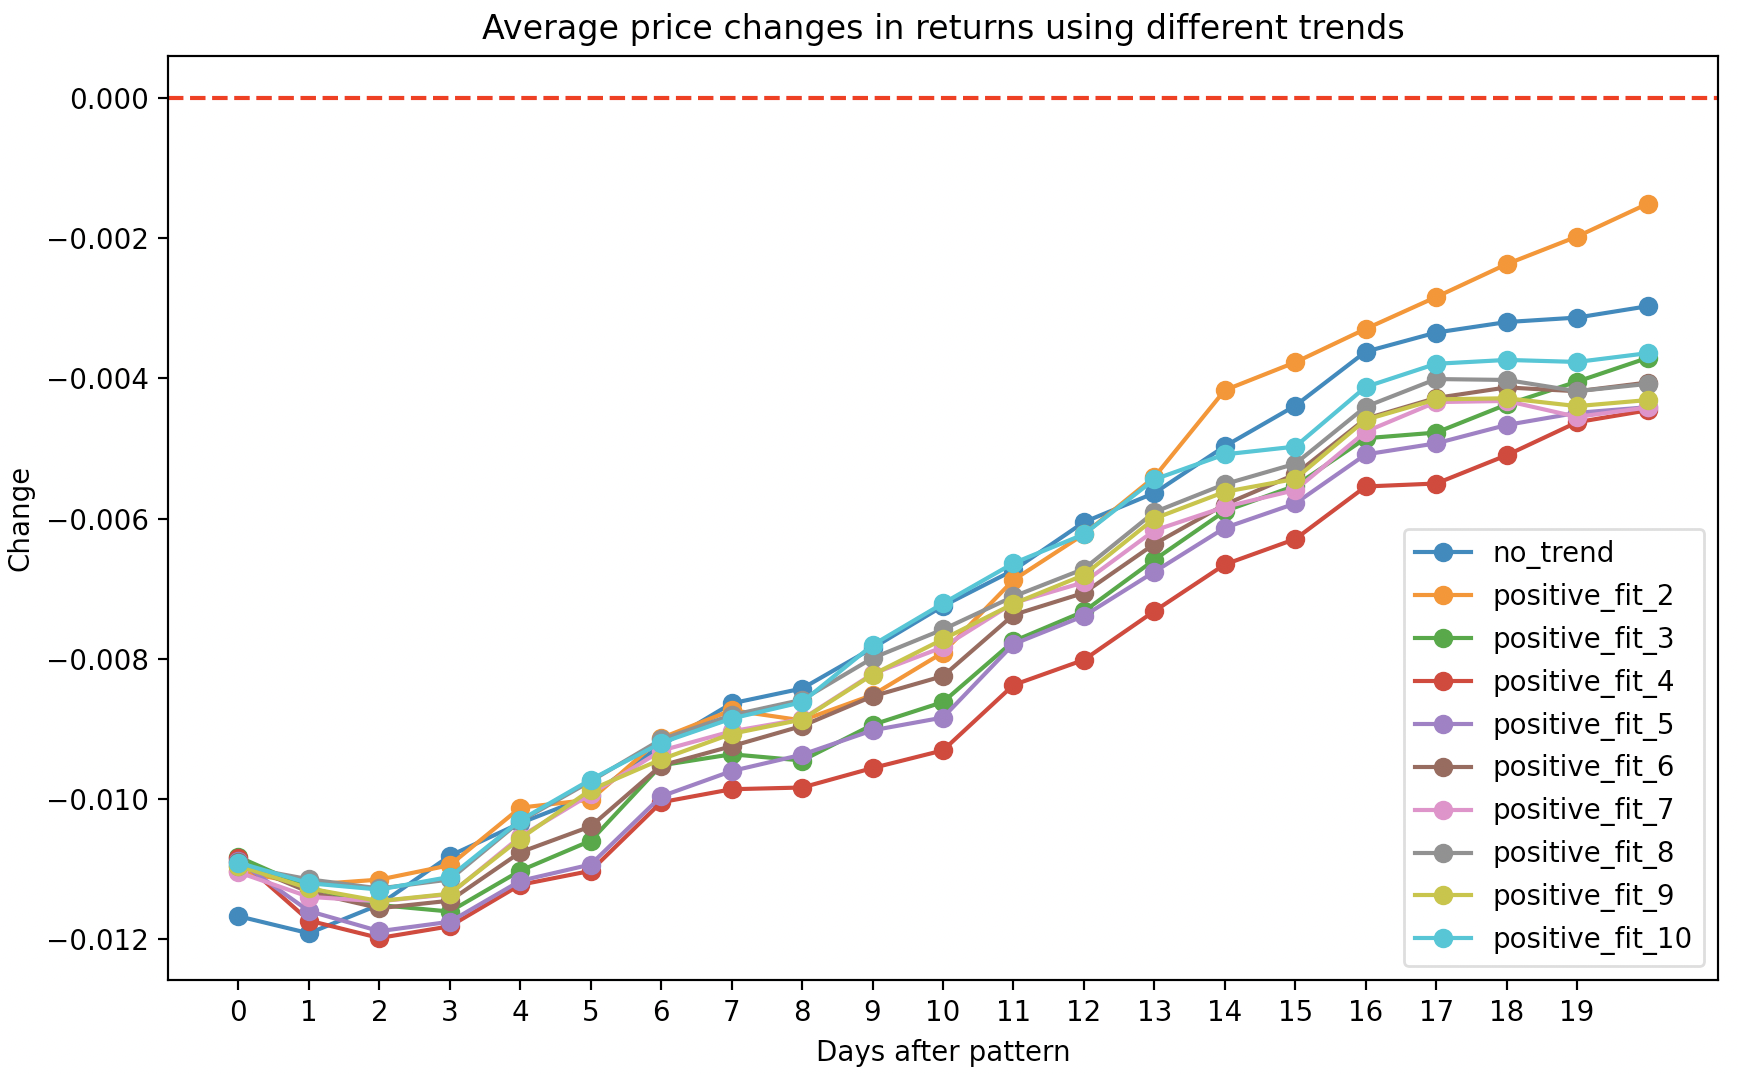 Average price changes in returns using different trends
0.000
−0.002
−0.004
−0.006
−0.008
−0.010
−0.012
Change
0 1 2 3 4 5 6 7 8 9 10 11 12 13 14 15 16 17 18 19
Days after pattern
no_trend
positive_fit_2
positive_fit_3
positive_fit_4
positive_fit_5
positive_fit_6
positive_fit_7
positive_fit_8
positive_fit_9
positive_fit_10